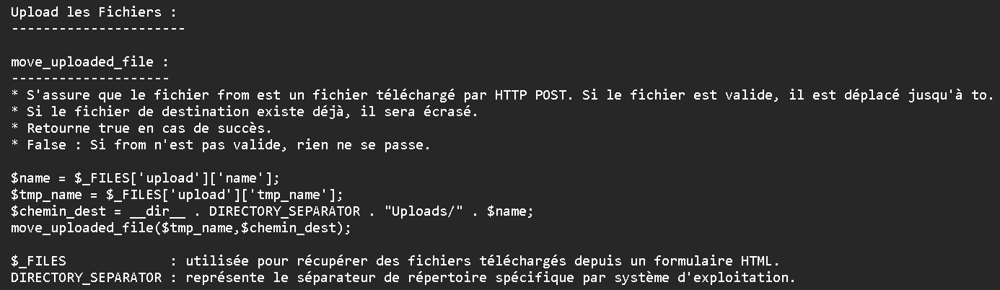 Upload les Fichiers :
----------------------
move_uploaded_file :
--------------------
* S'assure que le fichier from est un fichier téléchargé par HTTP POST. Si le fichier est valide, il est déplacé jusqu'à to.
* Si le fichier de destination existe déjà, il sera écrasé.
* Retourne true en cas de succès.
* False : Si from n'est pas valide, rien ne se passe.
$name = $_FILES['upload']['name'];
$tmp_name = $_FILES['upload']['tmp_name'];
$chemin_dest = __dir__ . DIRECTORY_SEPARATOR . "Uploads/" . $name;
move_uploaded_file($tmp_name,$chemin_dest);
$_FILES             : utilisée pour récupérer des fichiers téléchargés depuis un formulaire HTML.
DIRECTORY_SEPARATOR : représente le séparateur de répertoire spécifique par système d'exploitation.